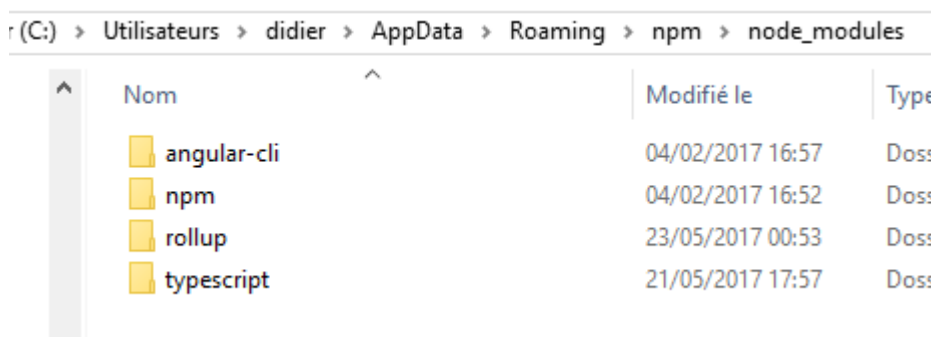 (C:) > Utilisateurs > didier > AppData > Roaming > npm > node_modules
Nom Modifié le Type
angular-cli 04/02/2017 16:57 Doss
npm 04/02/2017 16:52 Doss
rollup 23/05/2017 00:53 Doss
typescript 21/05/2017 17:57 Doss